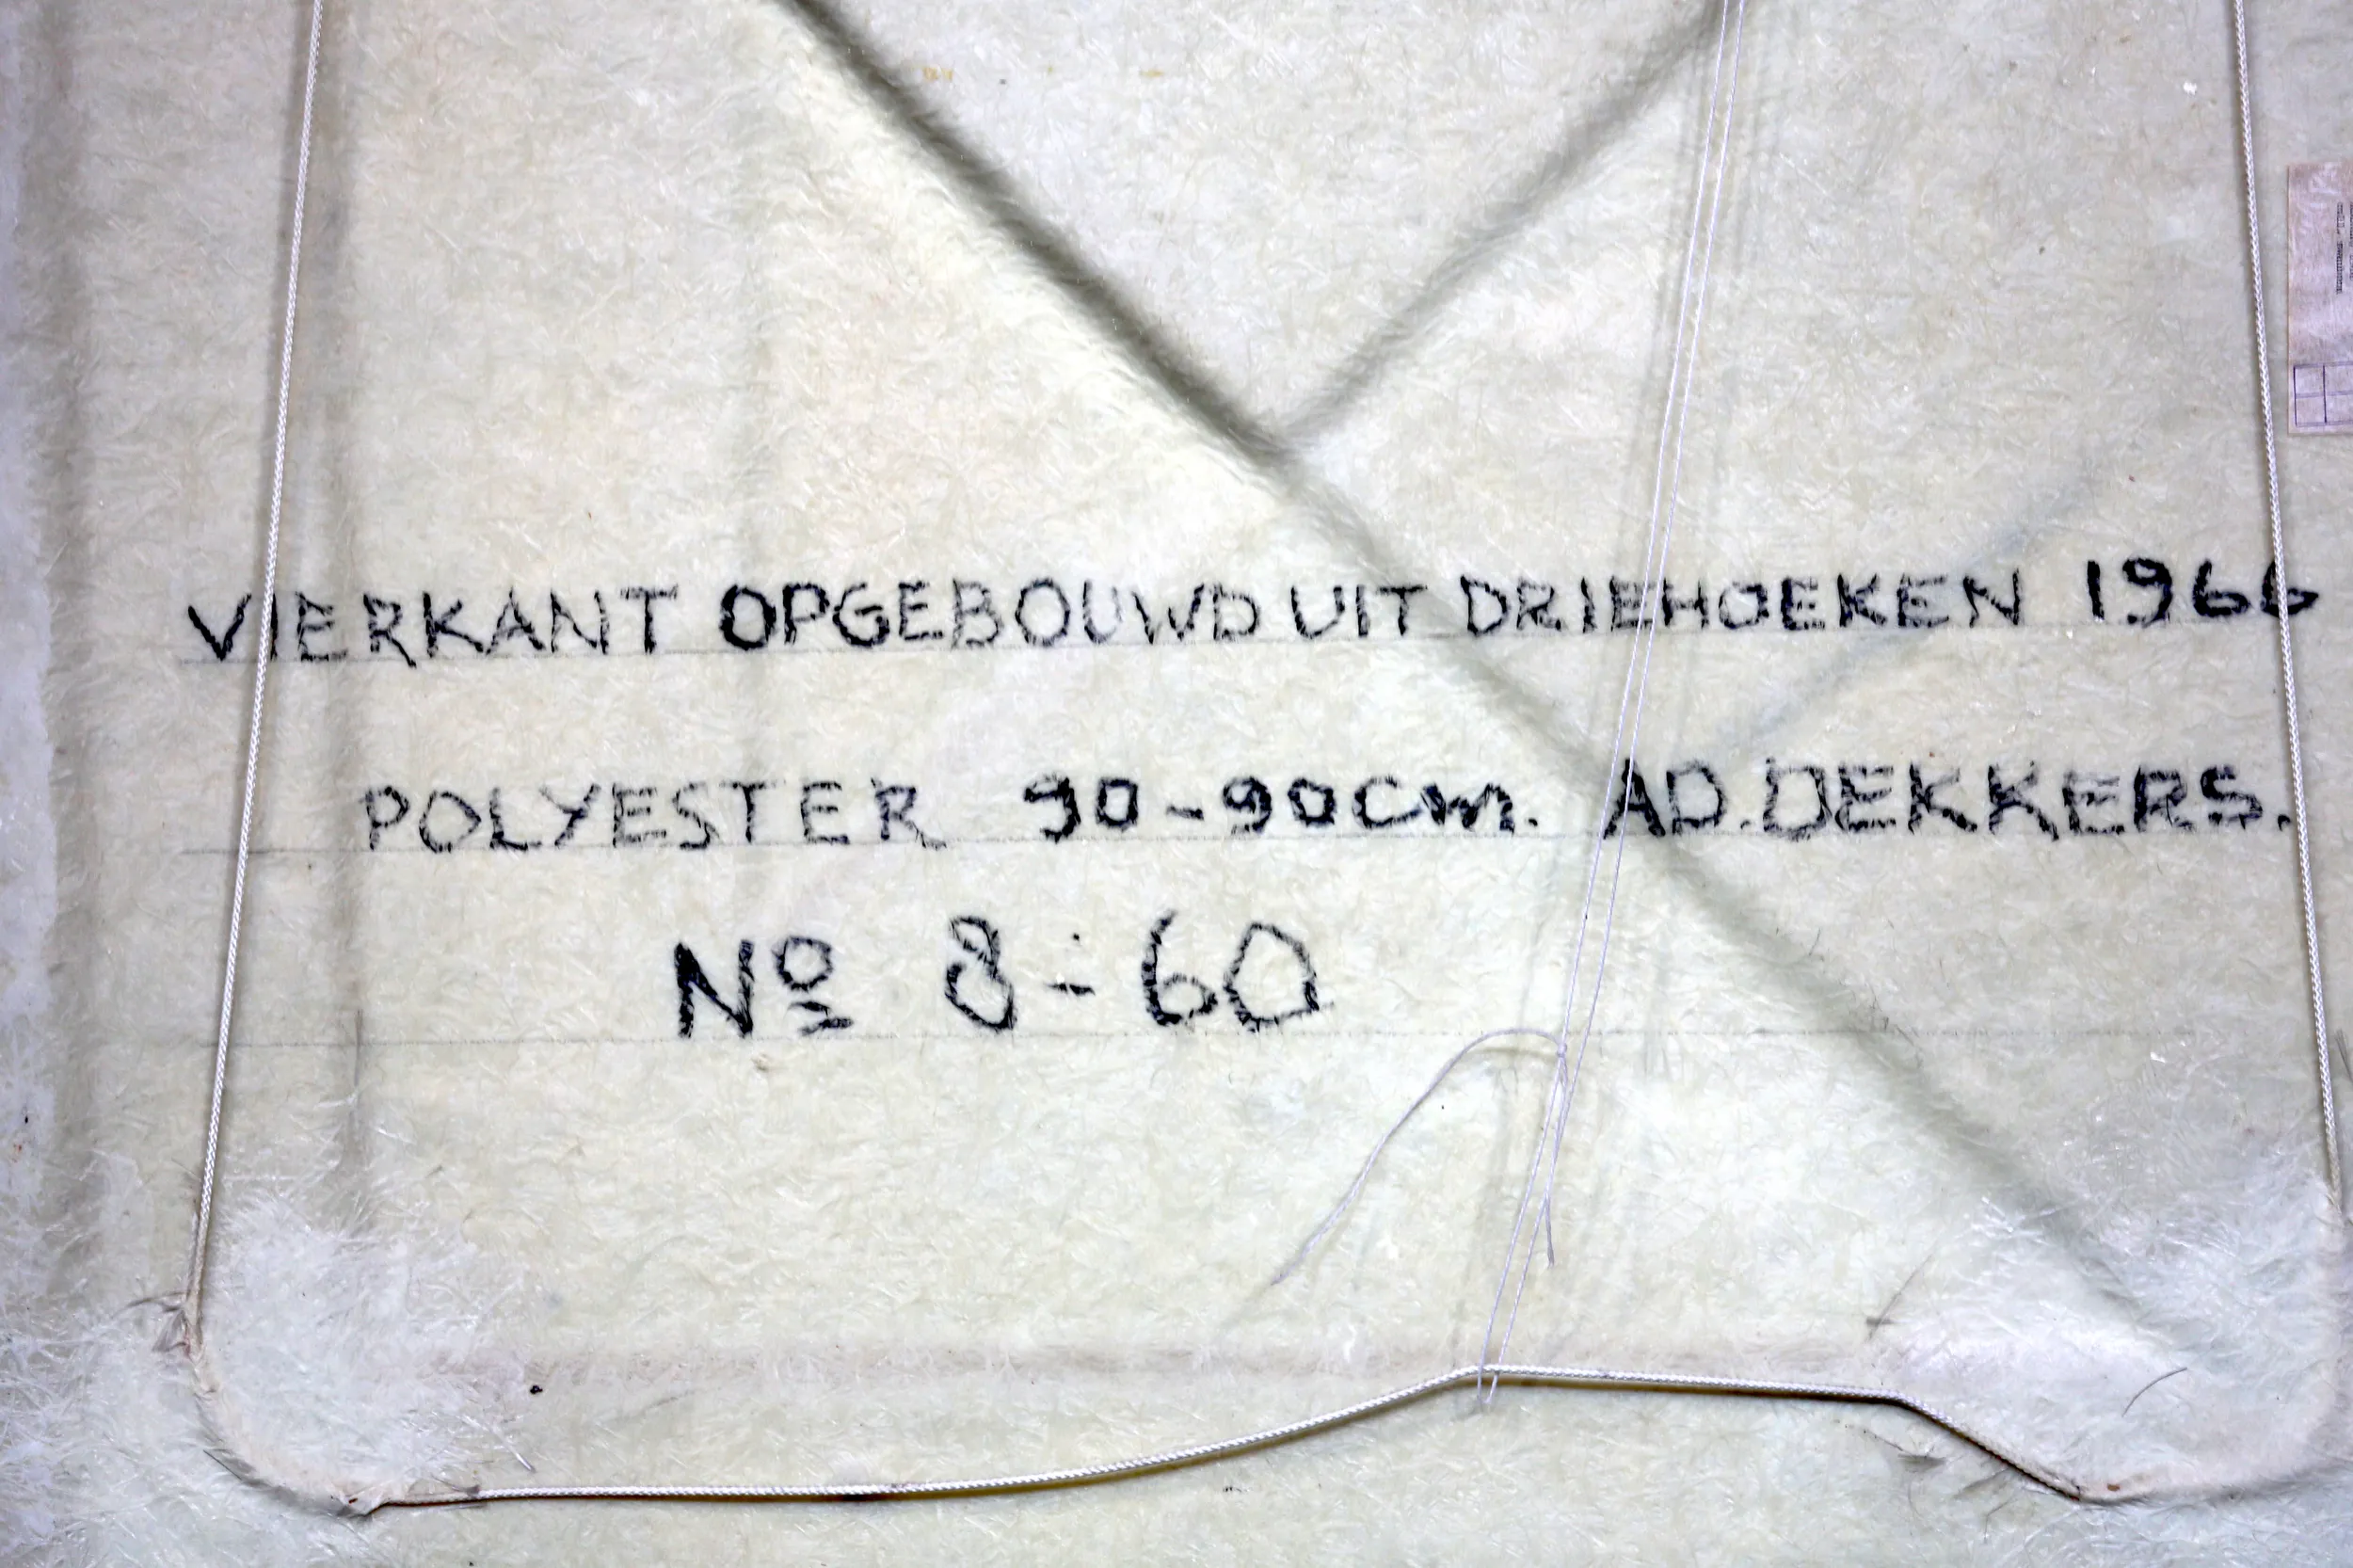 VIERKANT OPGEBOUWD UIT DRIEHOEKEN 1966
POLYESTER 90-90cm. AD.DEKKERS.
Nº 8-60